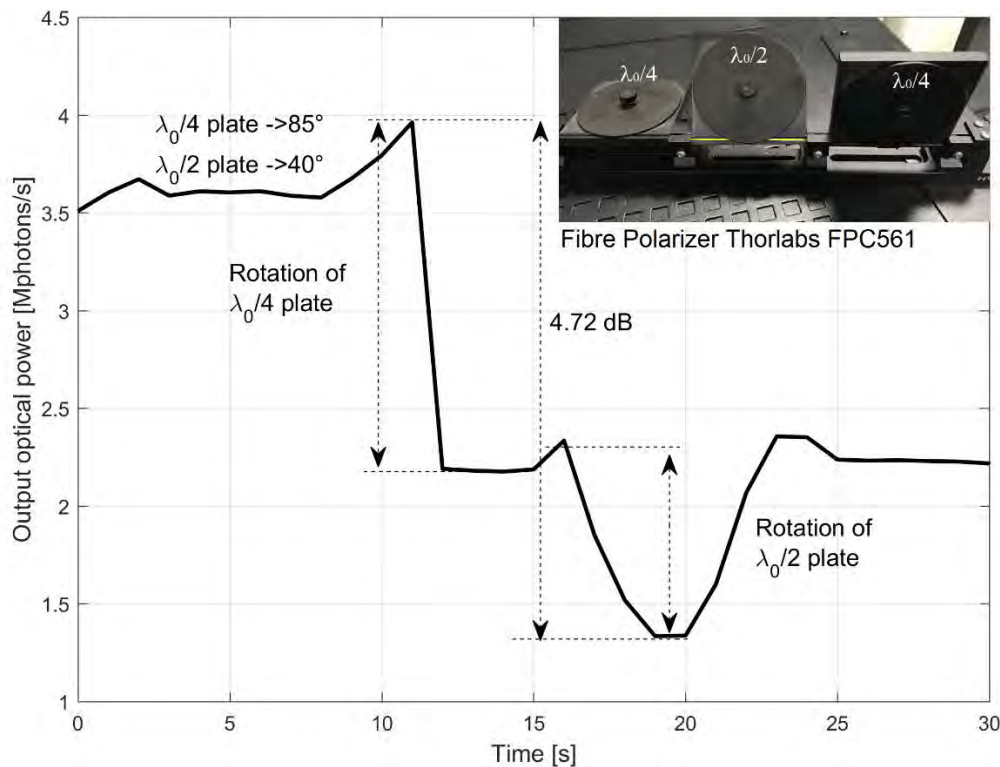 4.5
4
3.5
3
2.5
2
1.5
1
0
5
10
15
20
25
30
Output optical power [Mphotons/s]
Time [s]
λ0/4 plate ->85°
λ0/2 plate ->40°
Rotation of
λ0/4 plate
4.72 dB
Rotation of
λ0/2 plate
λ0/4
λ0/2
λ0/4
Fibre Polarizer Thorlabs FPC561